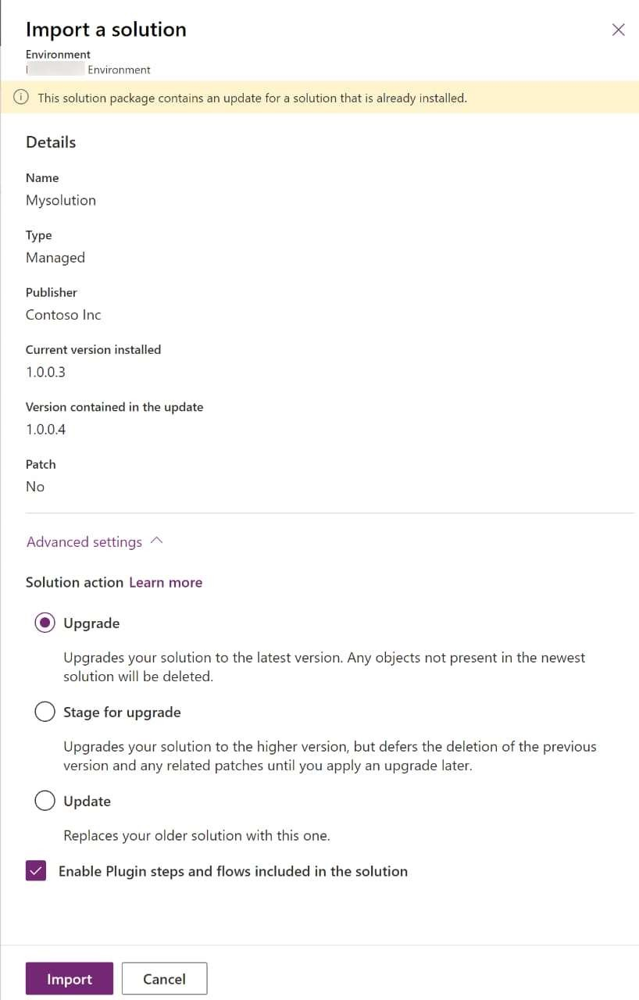 Import a solution
Environment
Environment
This solution package contains an update for a solution that is already installed.
Details
Name
Mysolution
Type
Managed
Publisher
Contoso Inc
Current version installed
1.0.0.3
Version contained in the update
1.0.0.4
Patch
No
Advanced settings
Solution action Learn more
Upgrade
Upgrades your solution to the latest version. Any objects not present in the newest
solution will be deleted.
Stage for upgrade
Upgrades your solution to the higher version, but defers the deletion of the previous
version and any related patches until you apply an upgrade later.
Update
Replaces your older solution with this one.
Enable Plugin steps and flows included in the solution
Import Cancel